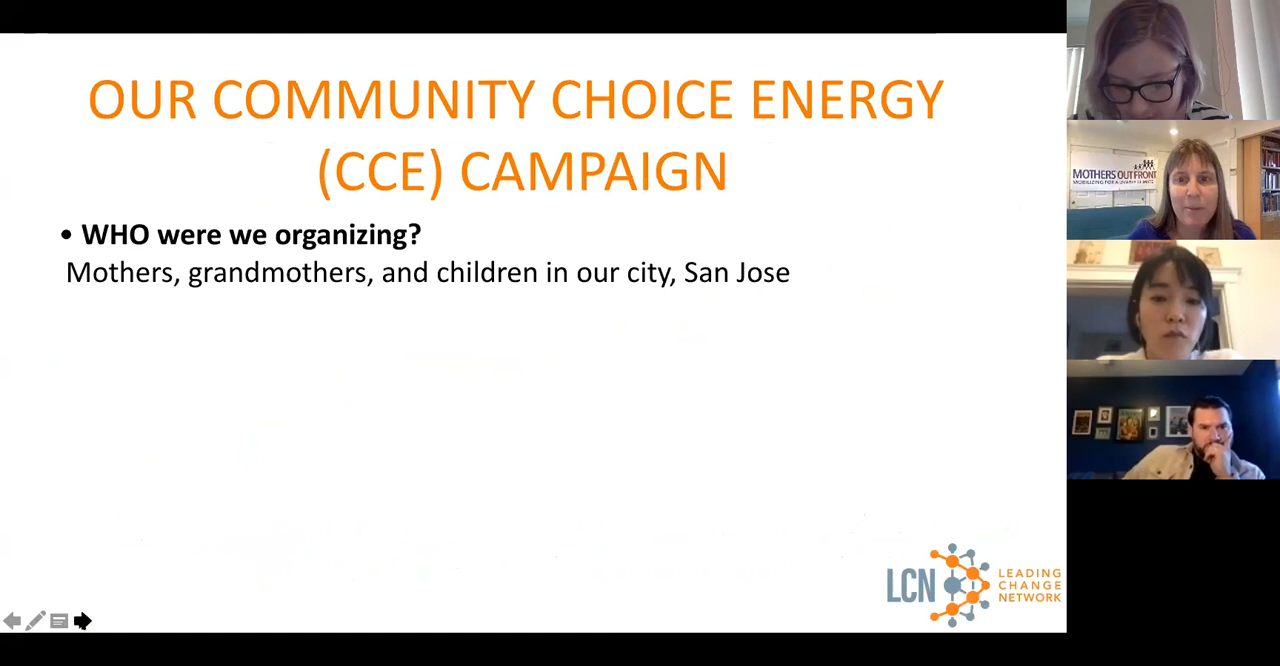 OUR COMMUNITY CHOICE ENERGY
(CCE) CAMPAIGN
• WHO were we organizing?
Mothers, grandmothers, and children in our city, San Jose
MOTHERS OUT FRONT
LCN
LEADING
CHANGE
NETWORK